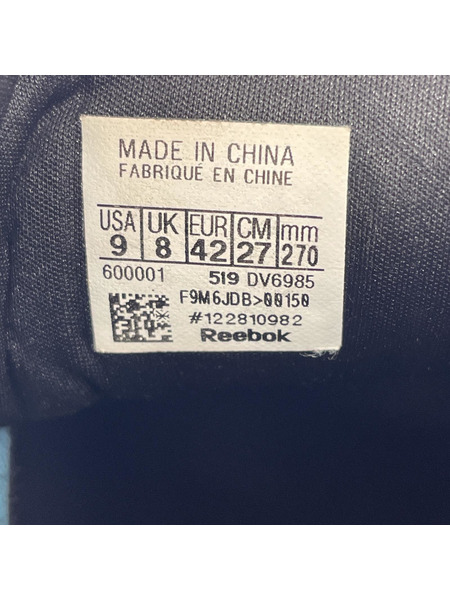 MADE IN CHINA
FABRIQUÉ EN CHINE
USA UK EUR CM mm
9 8 42 27 270
600001 519 DV6985
F9M6JDB>00150
#122810982
Reebok